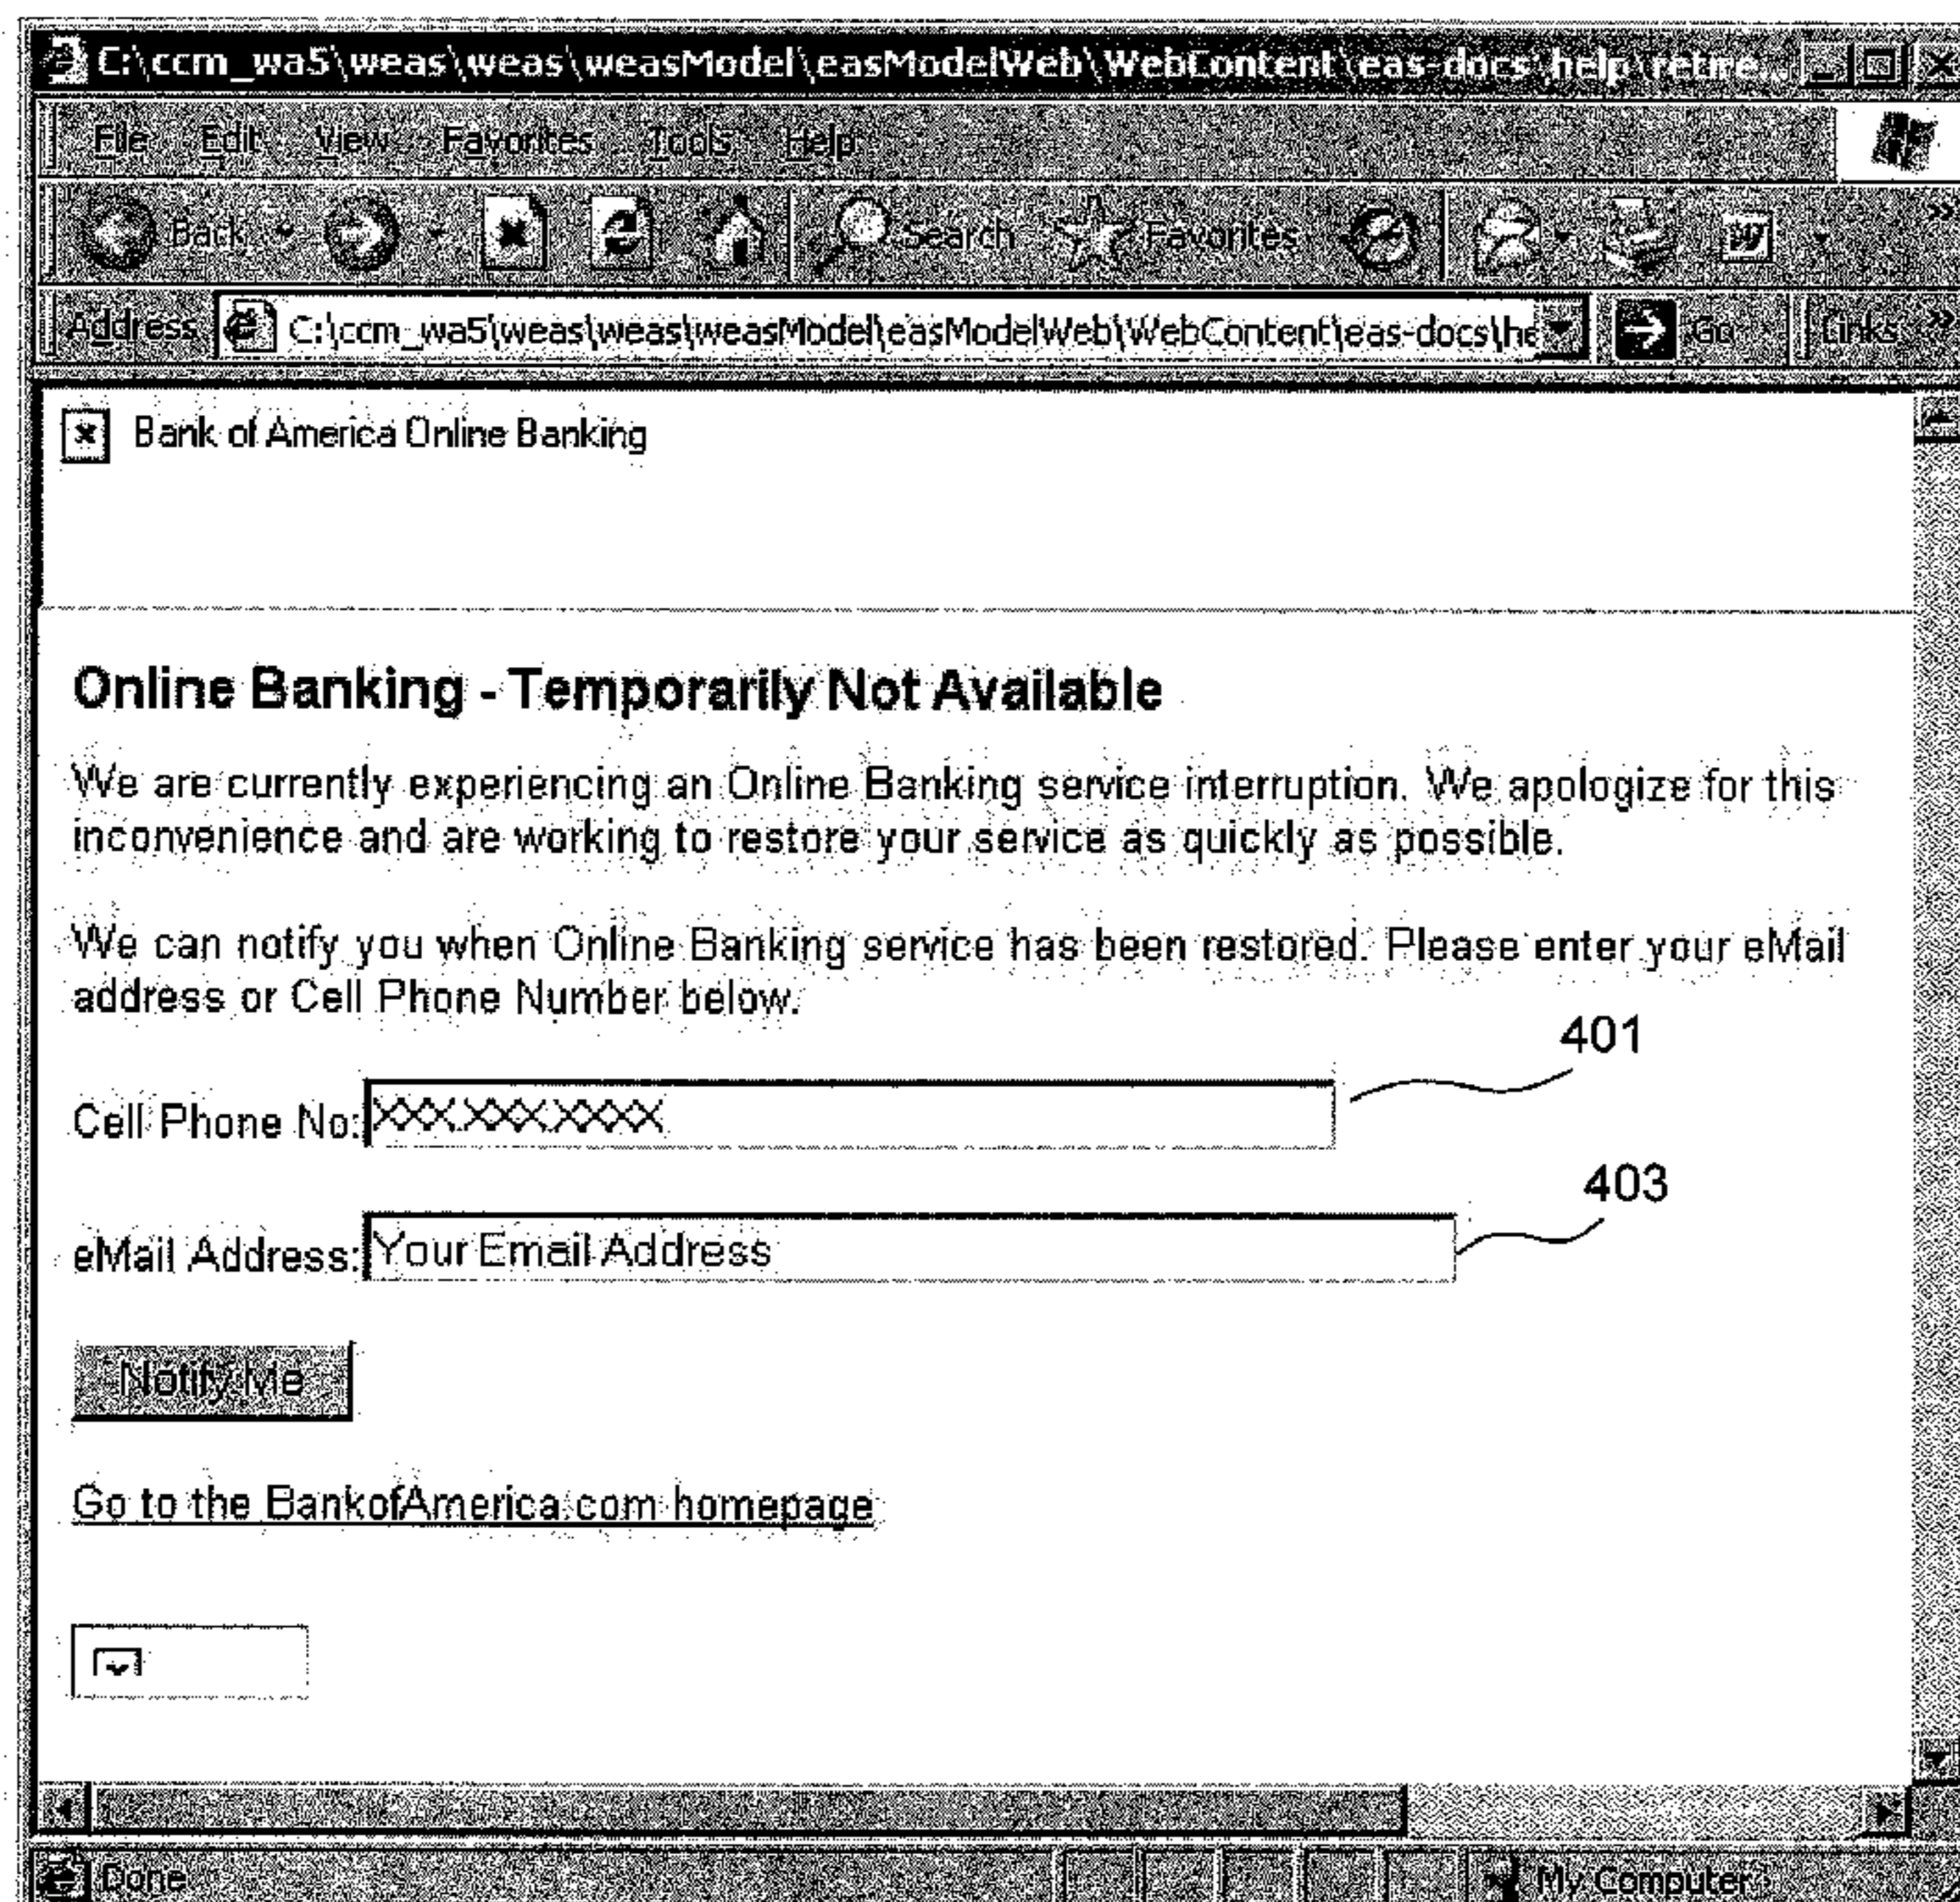 C:\ccm_wa5\weas\weas\weasModel\easModelWeb\WebContent\eas-docs\help\retire...
File Edit View Favorites Tools Help
Back Search Favorites
Address C:\ccm_wa5\weas\weas\weasModel\easModelWeb\WebContent\eas-docs\he Go Links
Bank of America Online Banking
Online Banking - Temporarily Not Available
We are currently experiencing an Online Banking service interruption. We apologize for this
inconvenience and are working to restore your service as quickly as possible.
We can notify you when Online Banking service has been restored. Please enter your eMail
address or Cell Phone Number below.
401
Cell Phone No: XXX.XXX.XXXX
403
eMail Address: Your Email Address
Notify Me
Go to the BankofAmerica.com homepage
Done My Computer